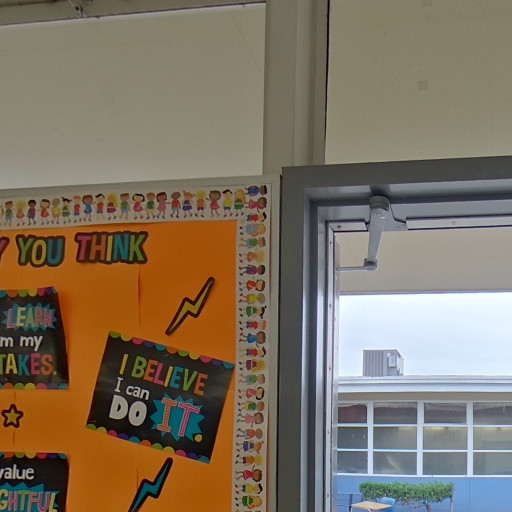 YOU THINK
LEARN
m my
TAKES.
I BELIEVE
I can
DO IT.
value